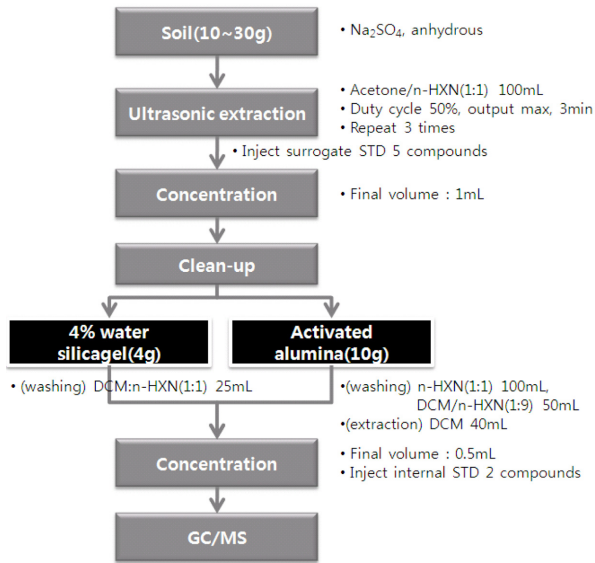 Soil(10~30g)
• Na₂SO₄, anhydrous
Ultrasonic extraction
• Acetone/n-HXN(1:1) 100mL
• Duty cycle 50%, output max, 3min
• Repeat 3 times
• Inject surrogate STD 5 compounds
Concentration
• Final volume : 1mL
Clean-up
4% water
silicagel(4g)
Activated
alumina(10g)
• (washing) DCM:n-HXN(1:1) 25mL
•(washing) n-HXN(1:1) 100mL,
DCM/n-HXN(1:9) 50mL
•(extraction) DCM 40mL
Concentration
• Final volume : 0.5mL
• Inject internal STD 2 compounds
GC/MS